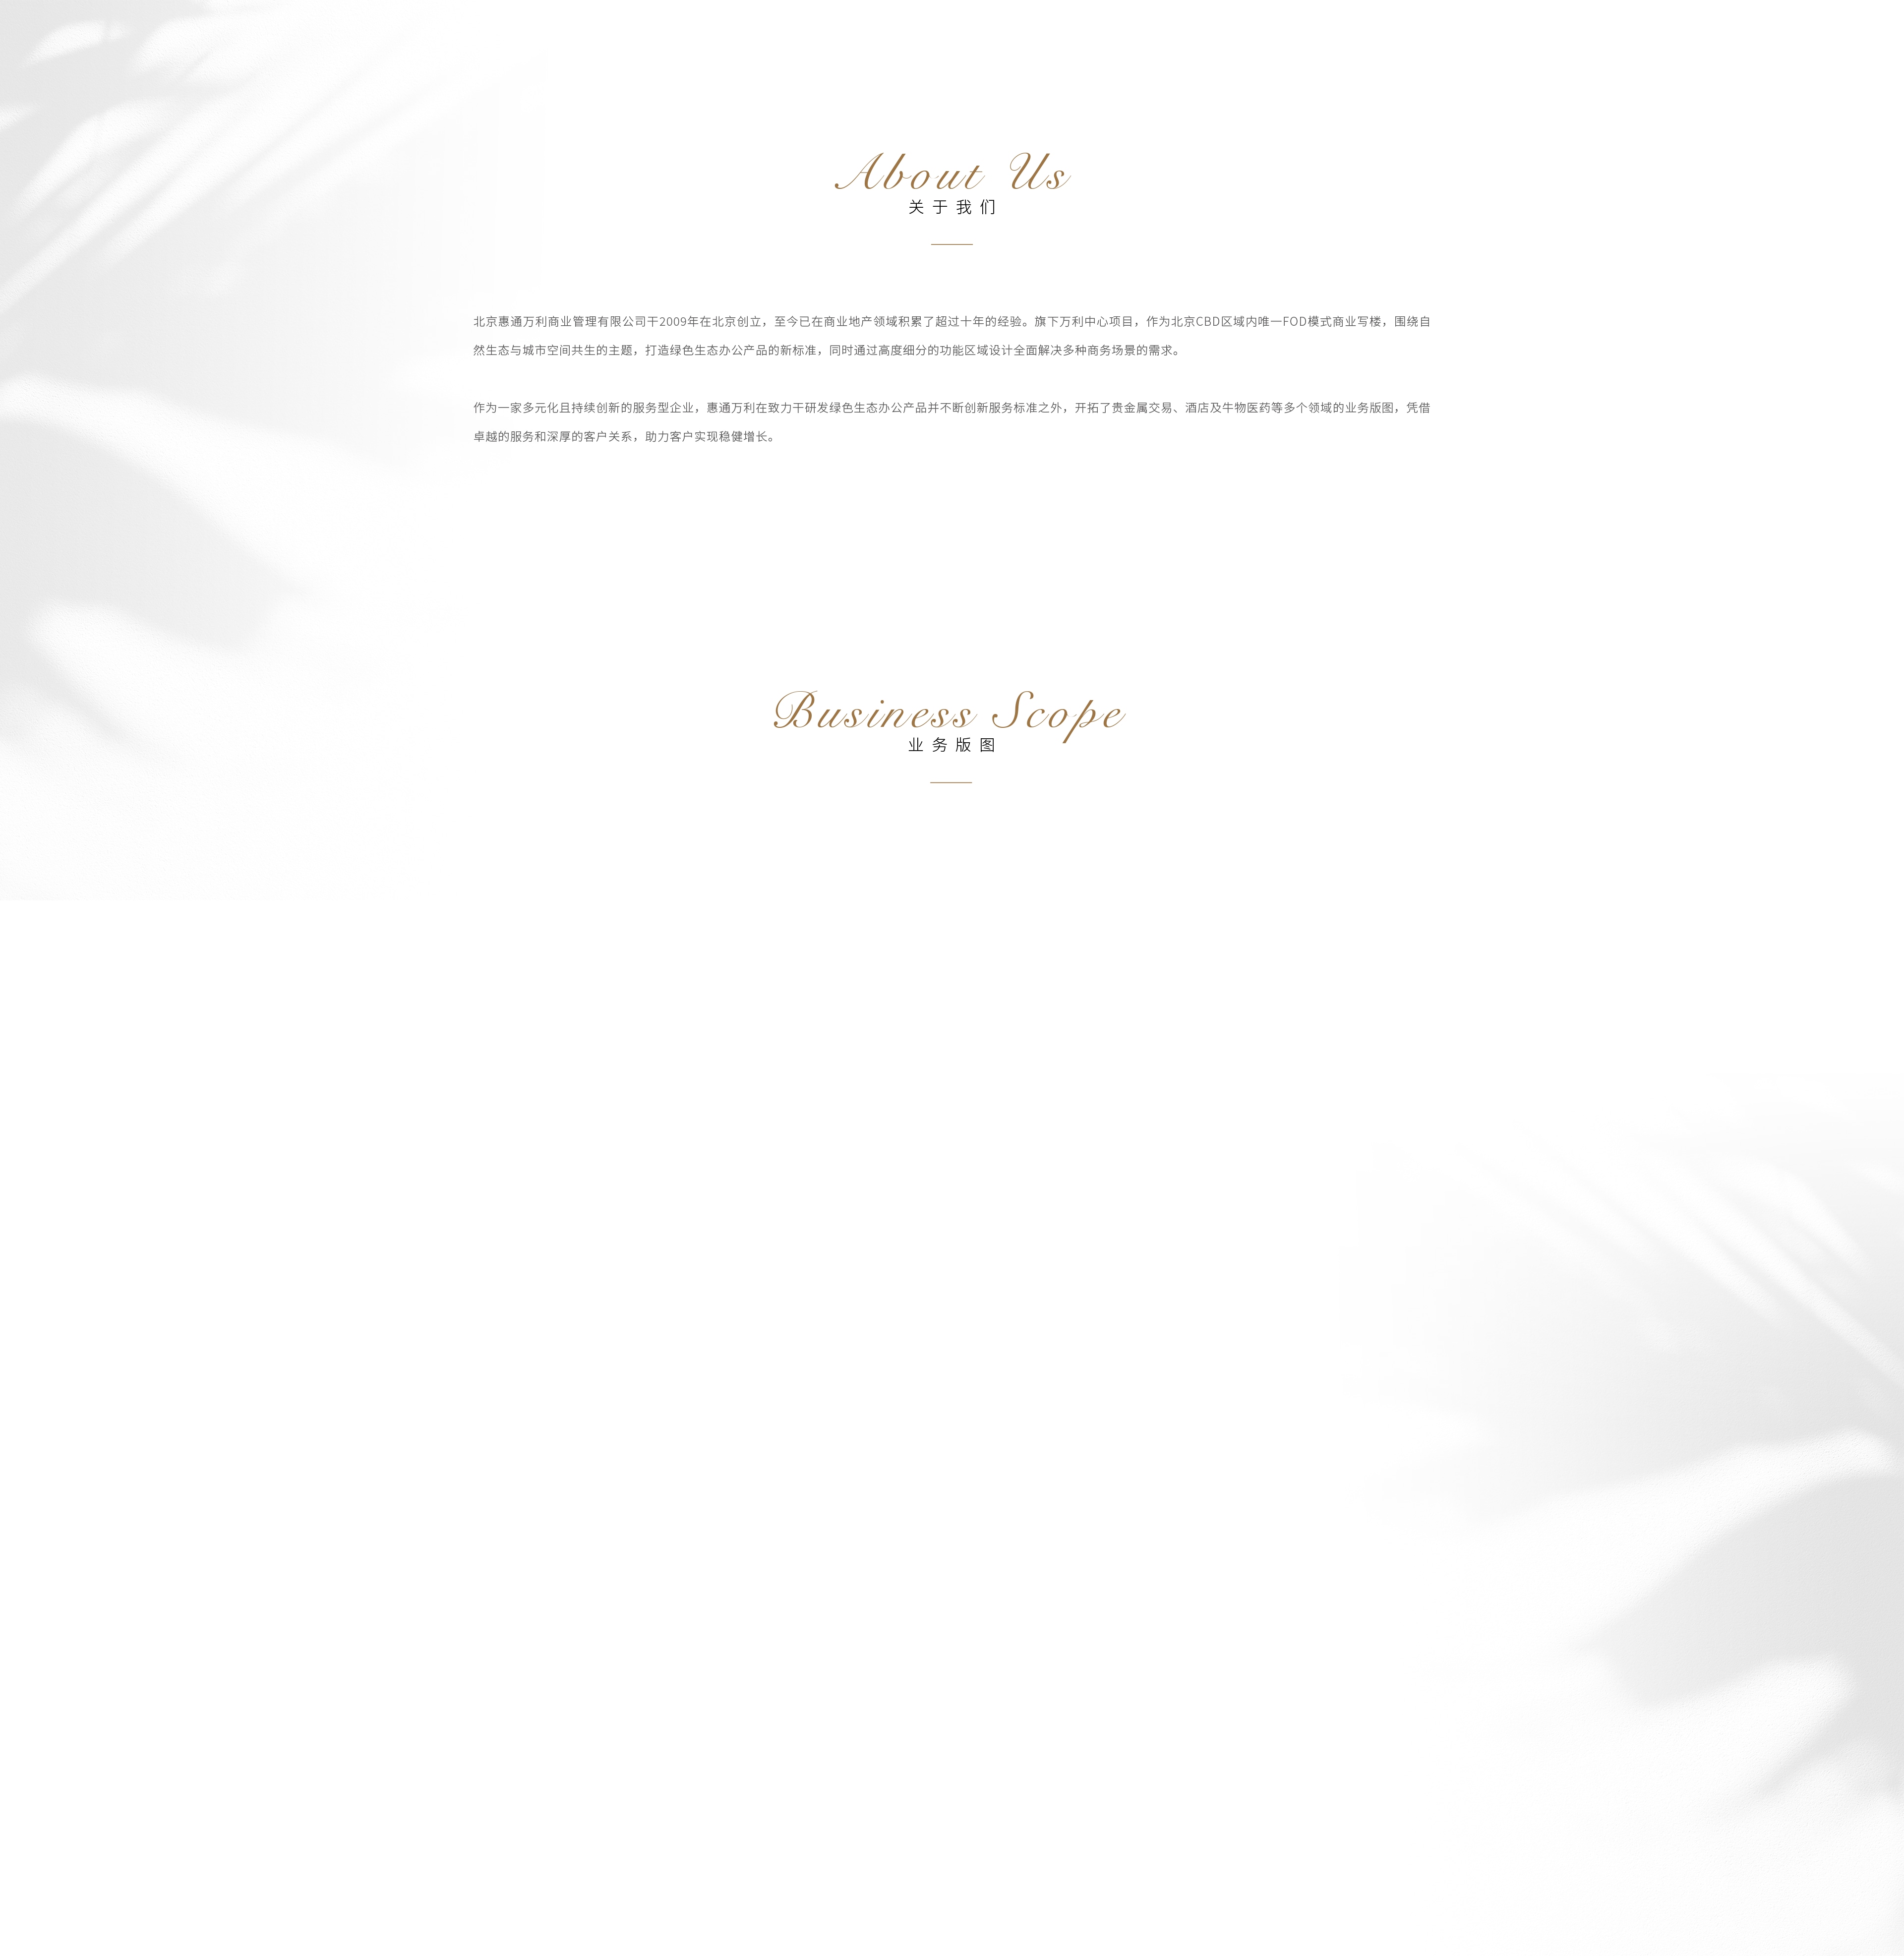 About Us
关于我们
北京惠通万利商业管理有限公司干2009年在北京创立，至今已在商业地产领域积累了超过十年的经验。旗下万利中心项目，作为北京CBD区域内唯一FOD模式商业写楼，围绕自
然生态与城市空间共生的主题，打造绿色生态办公产品的新标准，同时通过高度细分的功能区域设计全面解决多种商务场景的需求。
作为一家多元化且持续创新的服务型企业，惠通万利在致力干研发绿色生态办公产品并不断创新服务标准之外，开拓了贵金属交易、酒店及牛物医药等多个领域的业务版图，凭借
卓越的服务和深厚的客户关系，助力客户实现稳健增长。
Business Scope
业务版图